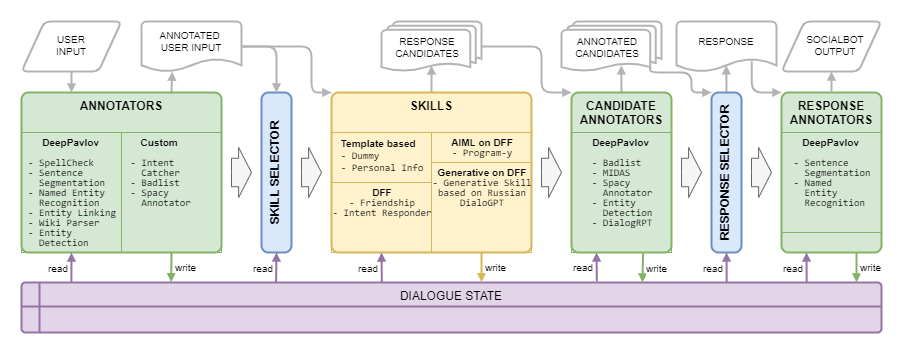 USER
INPUT
ANNOTATED
USER INPUT
RESPONSE
CANDIDATES
ANNOTATED
CANDIDATES
RESPONSE
SOCIALBOT
OUTPUT
ANNOTATORS
DeepPavlov
- SpellCheck
- Sentence
Segmentation
- Named Entity
Recognition
- Entity Linking
- Wiki Parser
- Entity
Detection
Custom
- Intent
Catcher
- Badlist
- Spacy
Annotator
SKILL SELECTOR
SKILLS
Template based
- Dummy
- Personal Info
DFF
- Friendship
- Intent Responder
AIML on DFF
- Program-y
Generative on DFF
- Generative Skill
based on Russian
DialoGPT
CANDIDATE
ANNOTATORS
DeepPavlov
- Badlist
- MIDAS
- Spacy
Annotator
- Entity
Detection
- DialogRPT
RESPONSE SELECTOR
RESPONSE
ANNOTATORS
DeepPavlov
- Sentence
Segmentation
- Named
Entity
Recognition
read
write
read
read
write
read
write
read
read
write
DIALOGUE STATE